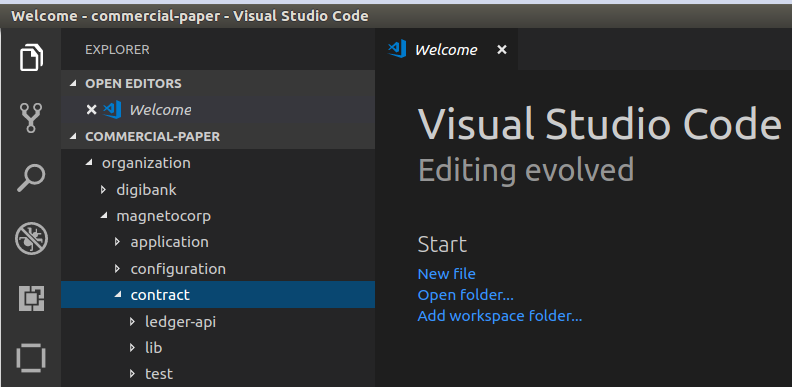 Welcome - commercial-paper - Visual Studio Code
EXPLORER
OPEN EDITORS
Welcome
COMMERCIAL-PAPER
organization
digibank
magnetocorp
application
configuration
contract
ledger-api
lib
test
Welcome
Visual Studio Code
Editing evolved
Start
New file
Open folder...
Add workspace folder...